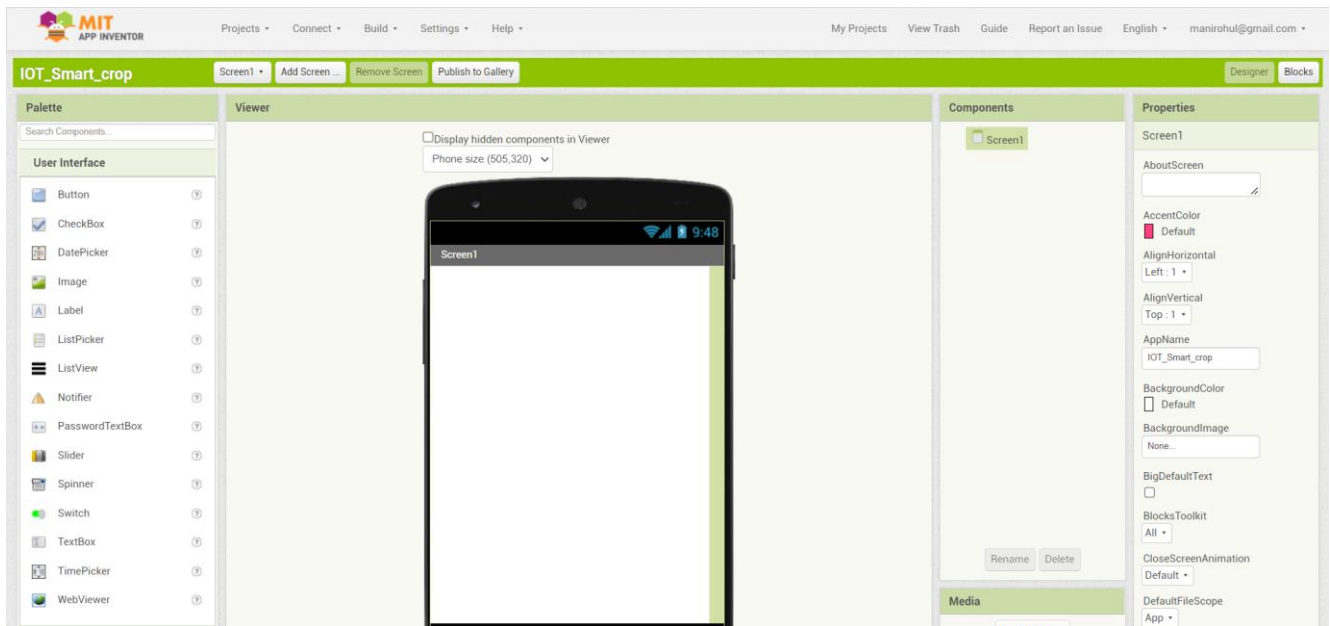 MIT
APP INVENTOR
Projects Connect Build Settings Help My Projects View Trash Guide Report an Issue English manirohul@gmail.com
IOT_Smart_crop Screen1 Add Screen ... Remove Screen Publish to Gallery Designer Blocks
Palette
Search Components...
User Interface
Button
CheckBox
DatePicker
Image
Label
ListPicker
ListView
Notifier
PasswordTextBox
Slider
Spinner
Switch
TextBox
TimePicker
WebViewer
Viewer
Display hidden components in Viewer
Phone size (505,320)
9:48
Screen1
Components
Screen1
Rename Delete
Media
Properties
Screen1
AboutScreen
AccentColor
Default
AlignHorizontal
Left : 1
AlignVertical
Top : 1
AppName
IOT_Smart_crop
BackgroundColor
Default
BackgroundImage
None...
BigDefaultText
BlocksToolkit
All
CloseScreenAnimation
Default
DefaultFileScope
App